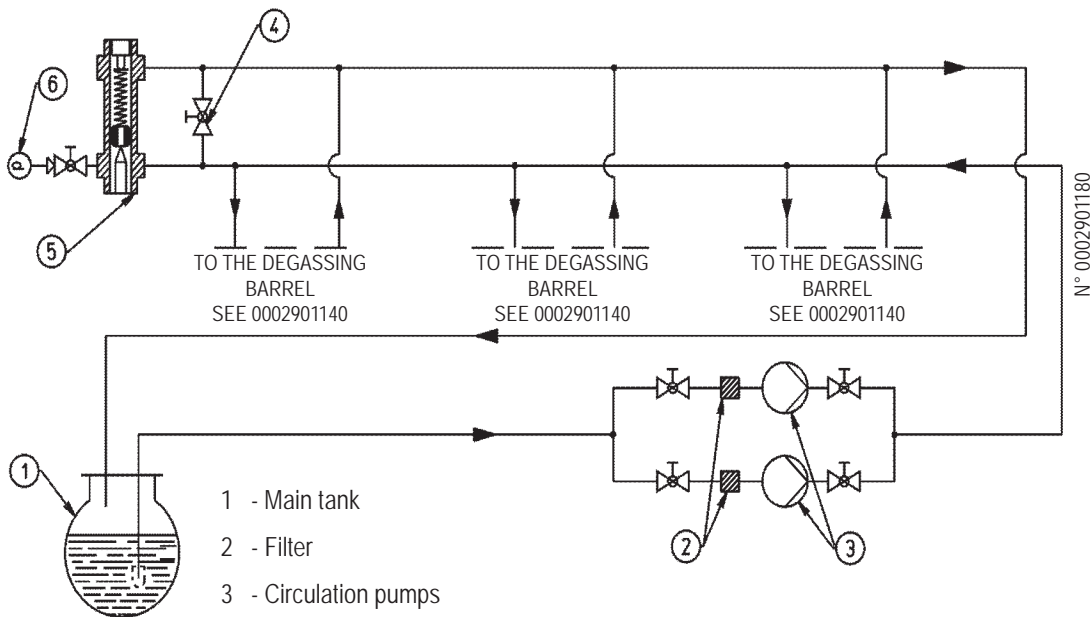 4
6
p
5
TO THE DEGASSING
BARREL
SEE 0002901140
TO THE DEGASSING
BARREL
SEE 0002901140
TO THE DEGASSING
BARREL
SEE 0002901140
N° 0002901180
1
1 - Main tank
2 - Filter
3 - Circulation pumps
2
3